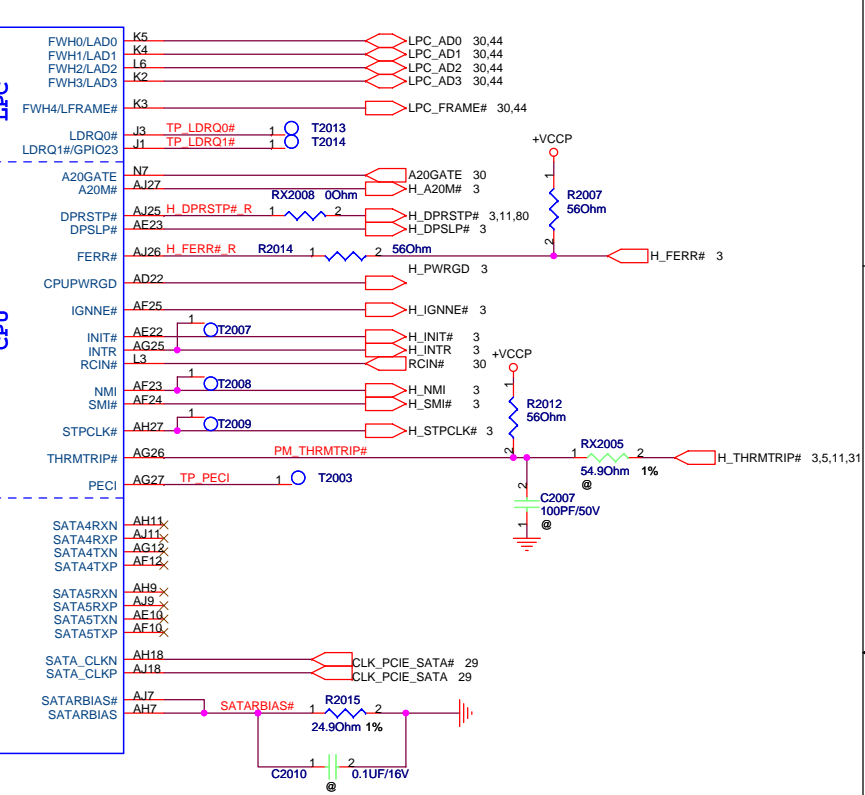 LPC
FWH0/LAD0 K5 LPC_AD0 30,44
FWH1/LAD1 K4 LPC_AD1 30,44
FWH2/LAD2 L6 LPC_AD2 30,44
FWH3/LAD3 K2 LPC_AD3 30,44
FWH4/LFRAME# K3 LPC_FRAME# 30,44
LDRQ0# J3 TP_LDRQ0# 1 T2013
LDRQ1#/GPIO23 J1 TP_LDRQ1# 1 T2014
+VCCP
CPU
A20GATE N7 A20GATE 30
A20M# AJ27 H_A20M# 3
1 R2007
56Ohm
2
RX2008 0Ohm
DPRSTP# AJ25 H_DPRSTP#_R 1 2 H_DPRSTP# 3,11,80
DPSLP# AE23 H_DPSLP# 3
FERR# AJ26 H_FERR#_R R2014 1 2 56Ohm H_FERR# 3
H_PWRGD 3
CPUPWRGD AD22
IGNNE# AF25 H_IGNNE# 3
1 T2007
INIT# AE22 H_INIT# 3
INTR AG25 H_INTR 3
RCIN# L3 RCIN# 30
+VCCP
1 T2008
NMI AF23 H_NMI 3
SMI# AF24 H_SMI# 3
1 R2012
56Ohm
2
1 T2009
STPCLK# AH27 H_STPCLK# 3
THRMTRIP# AG26 PM_THRMTRIP# 1 RX2005 2 H_THRMTRIP# 3,5,11,31
54.9Ohm 1%
@
PECI AG27 TP_PECI 1 T2003
2 C2007
100PF/50V
1 @
SATA4RXN AH11
SATA4RXP AJ11
SATA4TXN AG12
SATA4TXP AF12
SATA5RXN AH9
SATA5RXP AJ9
SATA5TXN AE10
SATA5TXP AF10
SATA_CLKN AH18 CLK_PCIE_SATA# 29
SATA_CLKP AJ18 CLK_PCIE_SATA 29
SATARBIAS# AJ7
SATARBIAS AH7 SATARBIAS# 1 R2015 2
24.9Ohm 1%
C2010 1 2 0.1UF/16V
@